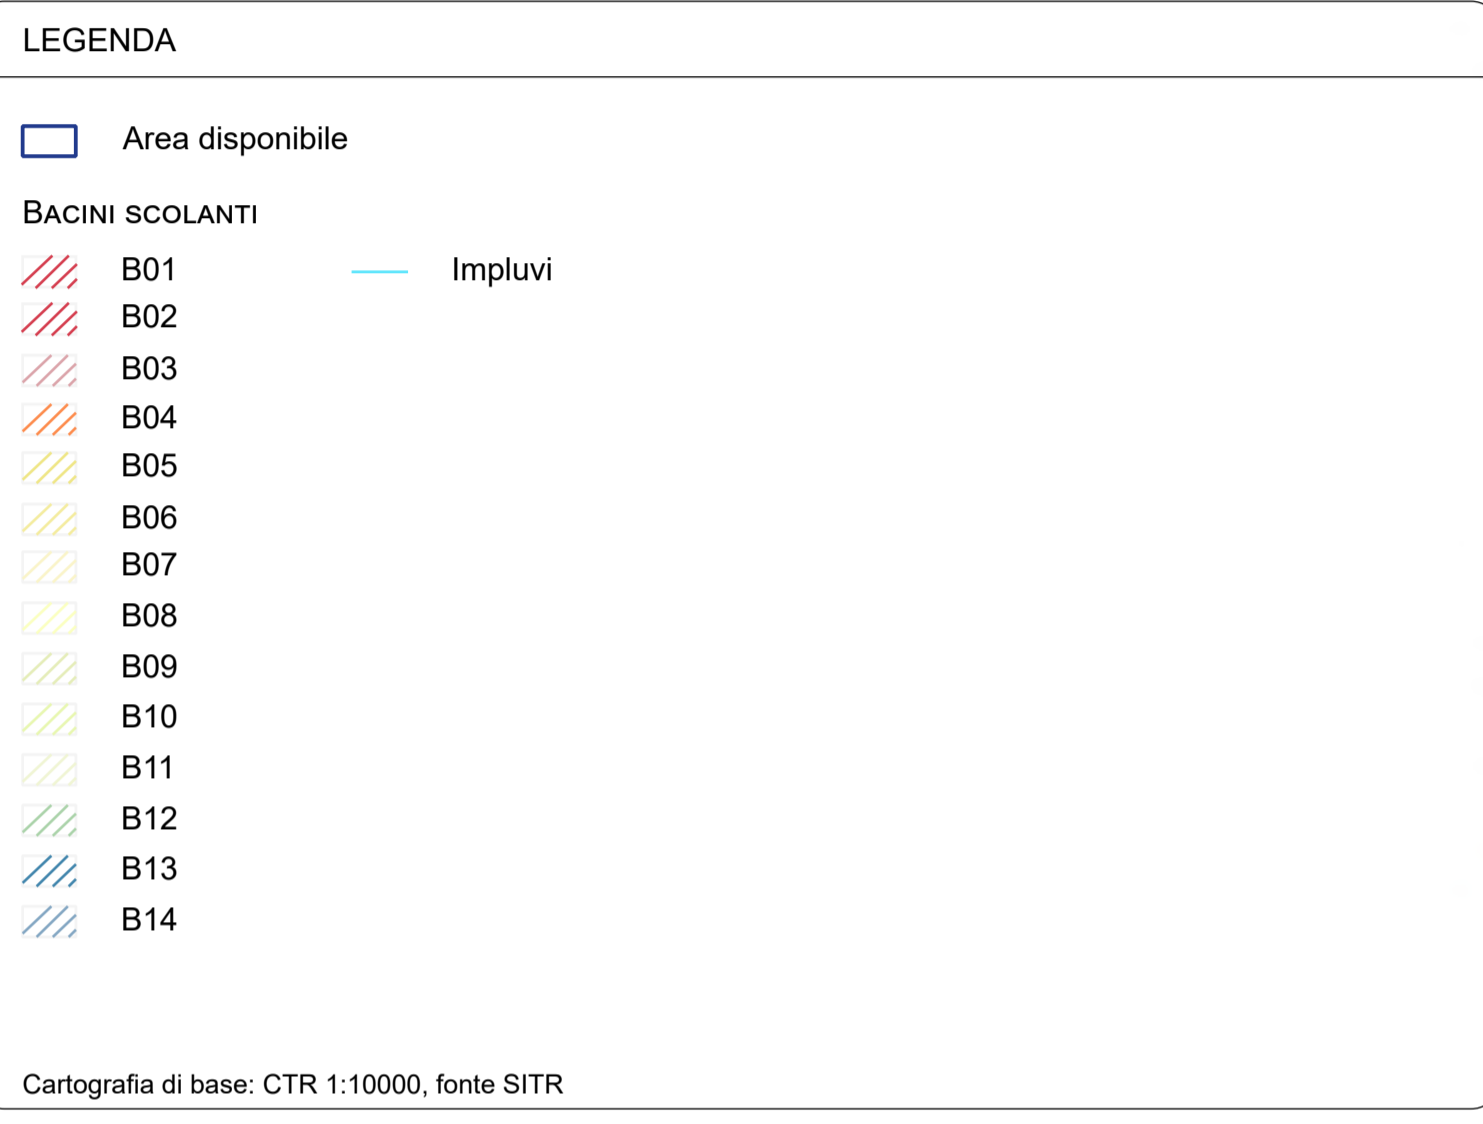 LEGENDA
Area disponibile
BACINI SCOLANTI
B01 Impluvi
B02
B03
B04
B05
B06
B07
B08
B09
B10
B11
B12
B13
B14
Cartografia di base: CTR 1:10000, fonte SITR